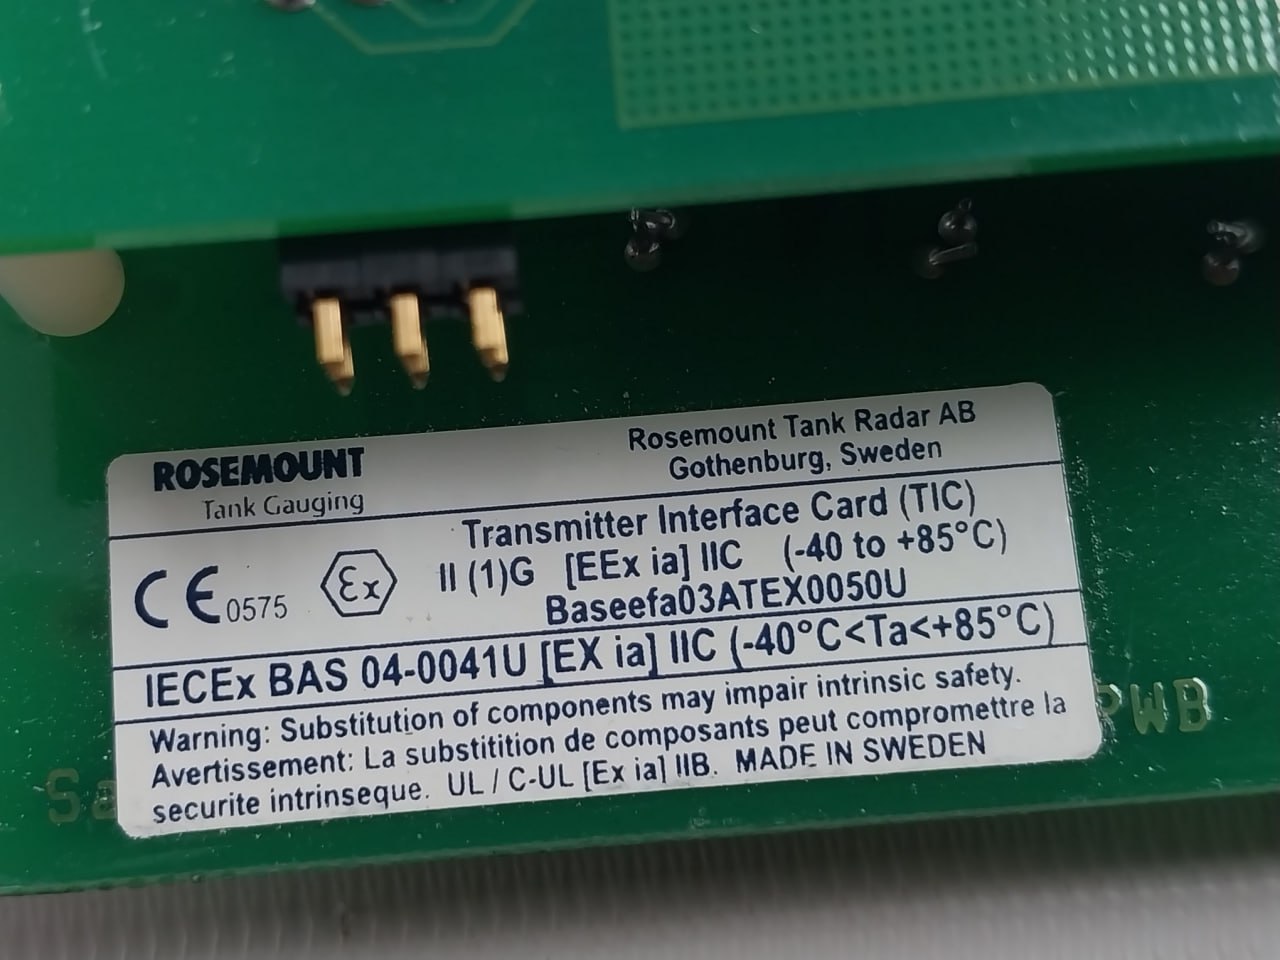 ROSEMOUNT
Tank Gauging
Rosemount Tank Radar AB
Gothenburg, Sweden
Transmitter Interface Card (TIC)
CE 0575 Ex II (1)G [EEx ia] IIC (-40 to +85°C)
Baseefa03ATEX0050U
IECEx BAS 04-0041U [EX ia] IIC (-40°C<Ta<+85°C)
Warning: Substitution of components may impair intrinsic safety.
Avertissement: La substitition de composants peut compromettre la
securite intrinseque. UL / C-UL [Ex ia] IIB. MADE IN SWEDEN
PWB